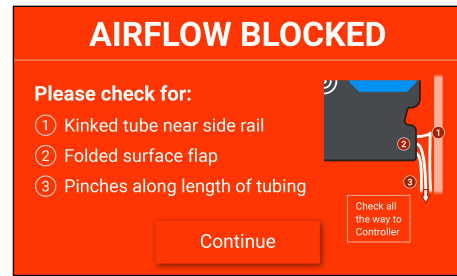 AIRFLOW BLOCKED
Please check for:
1 Kinked tube near side rail
2 Folded surface flap
3 Pinches along length of tubing
1
2
3
Check all
the way to
Controller
Continue